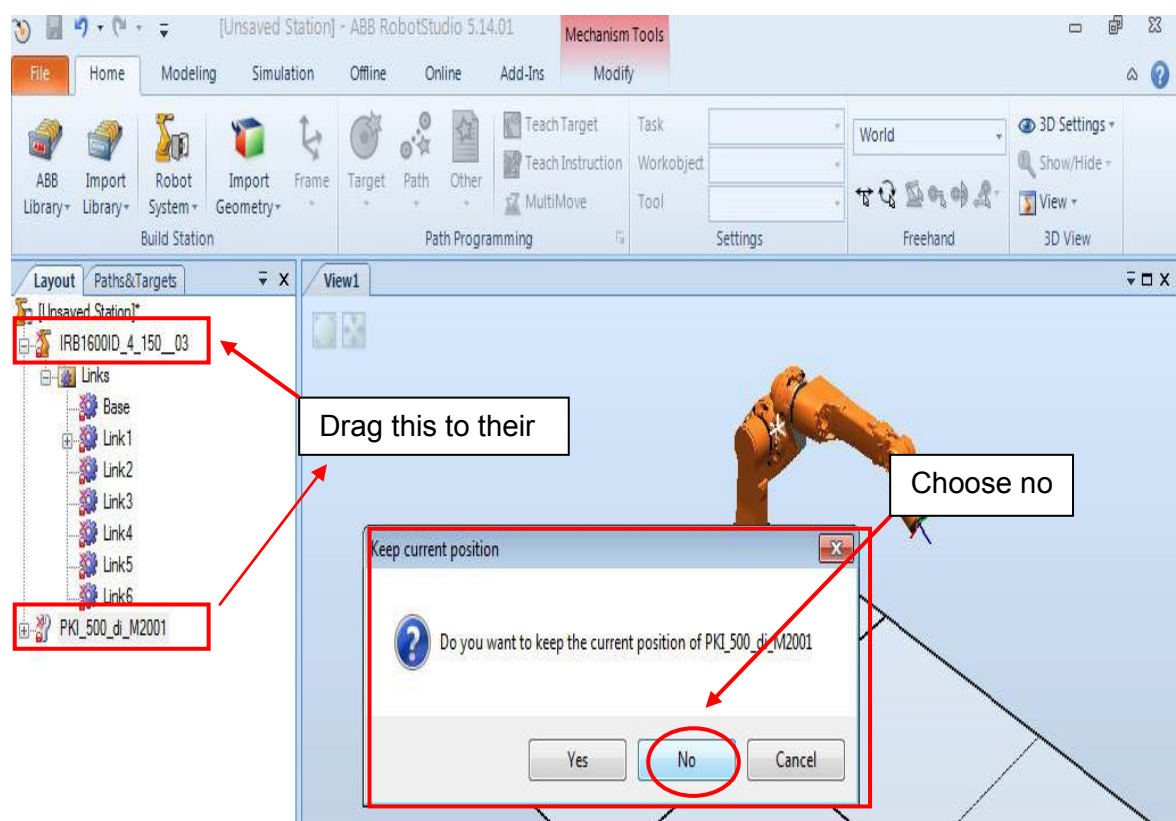 [Unsaved Station] - ABB RobotStudio 5.14.01
Mechanism Tools
File Home Modeling Simulation Offline Online Add-Ins Modify
ABB Library
Import Library
Robot System
Import Geometry
Frame
Build Station
Target
Path
Other
Teach Target
Teach Instruction
MultiMove
Path Programming
Task
Workobject
Tool
Settings
World
Freehand
3D Settings
Show/Hide
View
3D View
Layout Paths&Targets
View1
[Unsaved Station]*
IRB1600ID_4_150__03
Links
Base
Link1
Link2
Link3
Link4
Link5
Link6
PKI_500_di_M2001
Drag this to their
Choose no
Keep current position
Do you want to keep the current position of PKI_500_di_M2001
Yes No Cancel